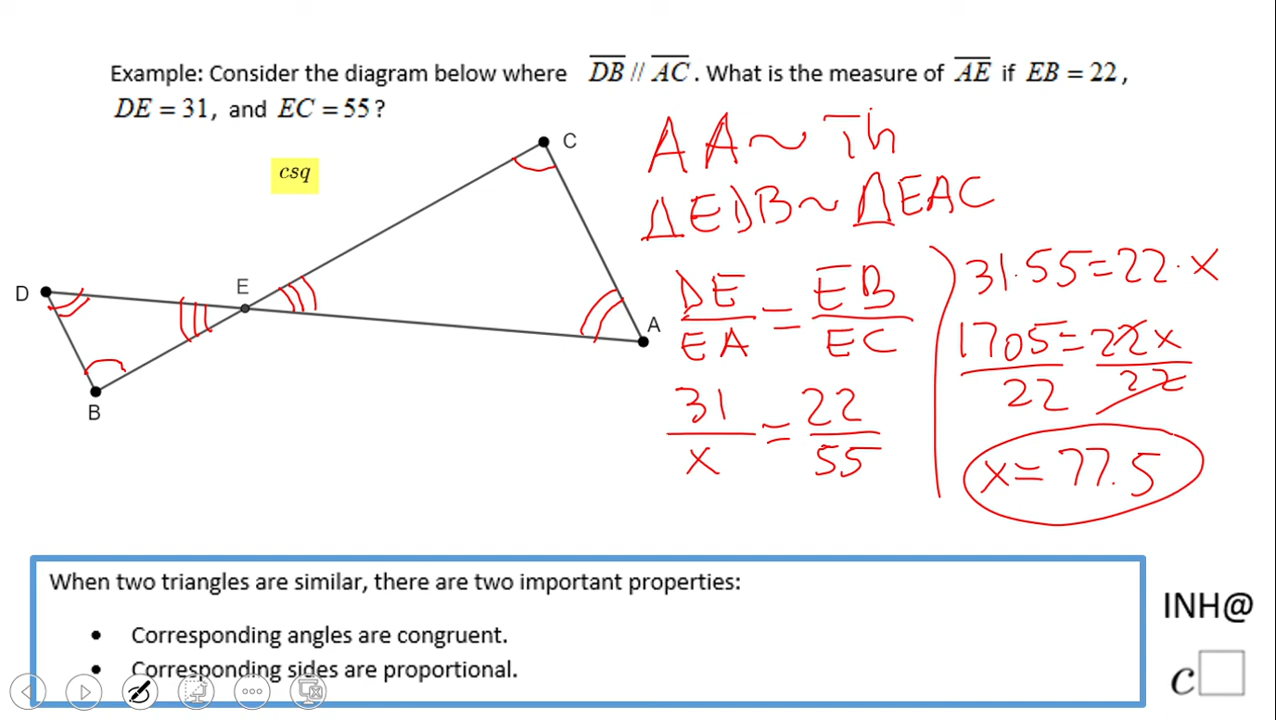 Example: Consider the diagram below where DB // AC. What is the measure of AE if EB = 22,
DE = 31, and EC = 55?
csq
C
D
E
A
B
AA~Th
ΔEDB~ΔEAC
DE/EA = EB/EC
31/x = 22/55
31·55=22·x
1705/22 = 22x/22
x=77.5
When two triangles are similar, there are two important properties:
• Corresponding angles are congruent.
• Corresponding sides are proportional.
INH@
c